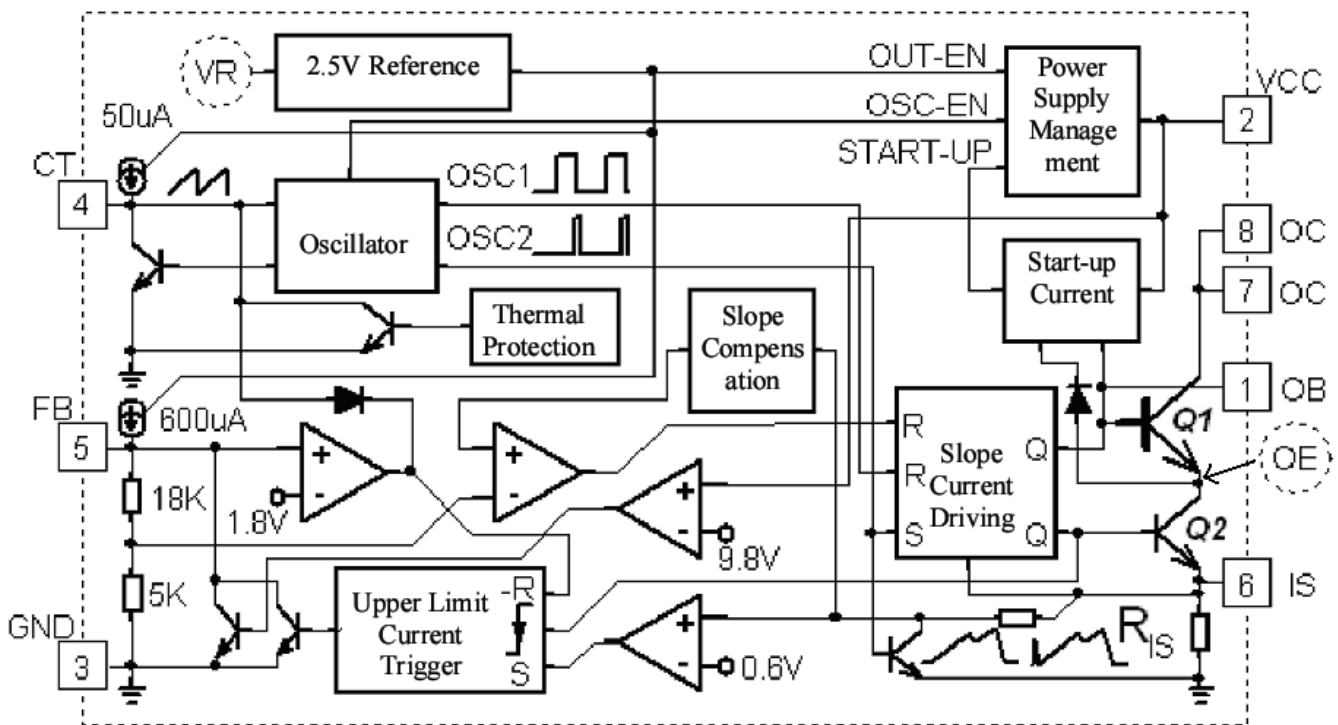 VR
2.5V Reference
OUT-EN
Power
Supply
Manage
ment
VCC
2
50uA
OSC-EN
START-UP
CT
4
OSC1
Oscillator
OSC2
8
OC
Start-up
Current
7
OC
Thermal
Protection
Slope
Compens
ation
1
OB
FB
5
600uA
R
Q
Q1
OE
+
-
1.8V
+
-
R
Slope
Current
Driving
18K
+
-
9.8V
S
Q
Q2
5K
6
IS
GND
3
Upper Limit
Current
Trigger
-R
S
+
-
0.6V
RIS